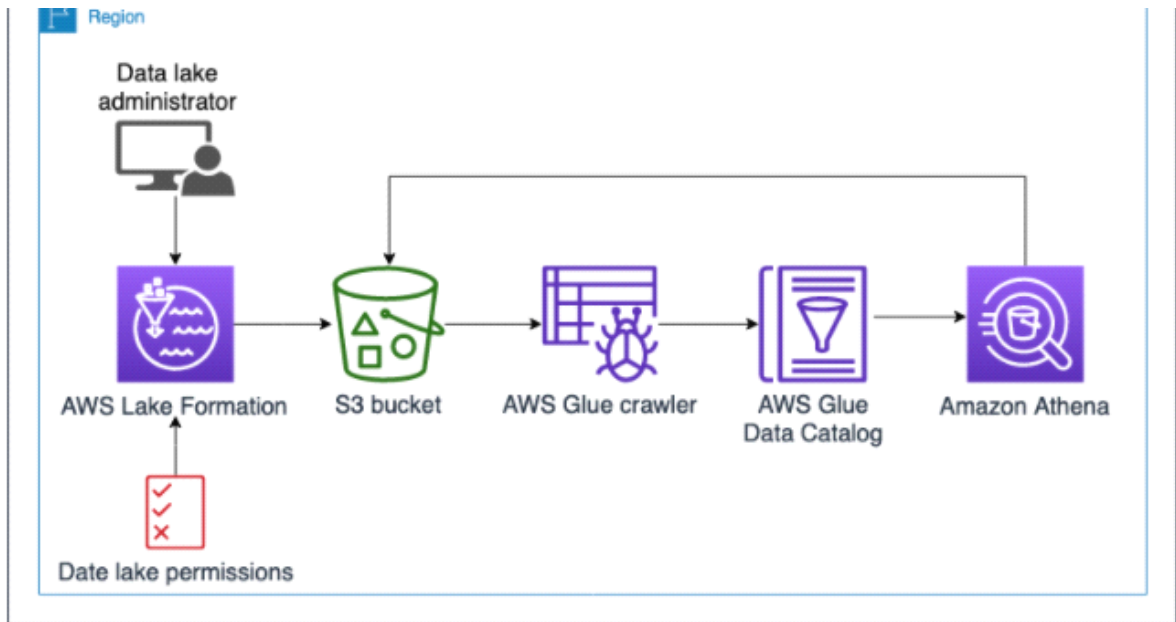 Region
Data lake
administrator
AWS Lake Formation
S3 bucket
AWS Glue crawler
AWS Glue
Data Catalog
Amazon Athena
Date lake permissions